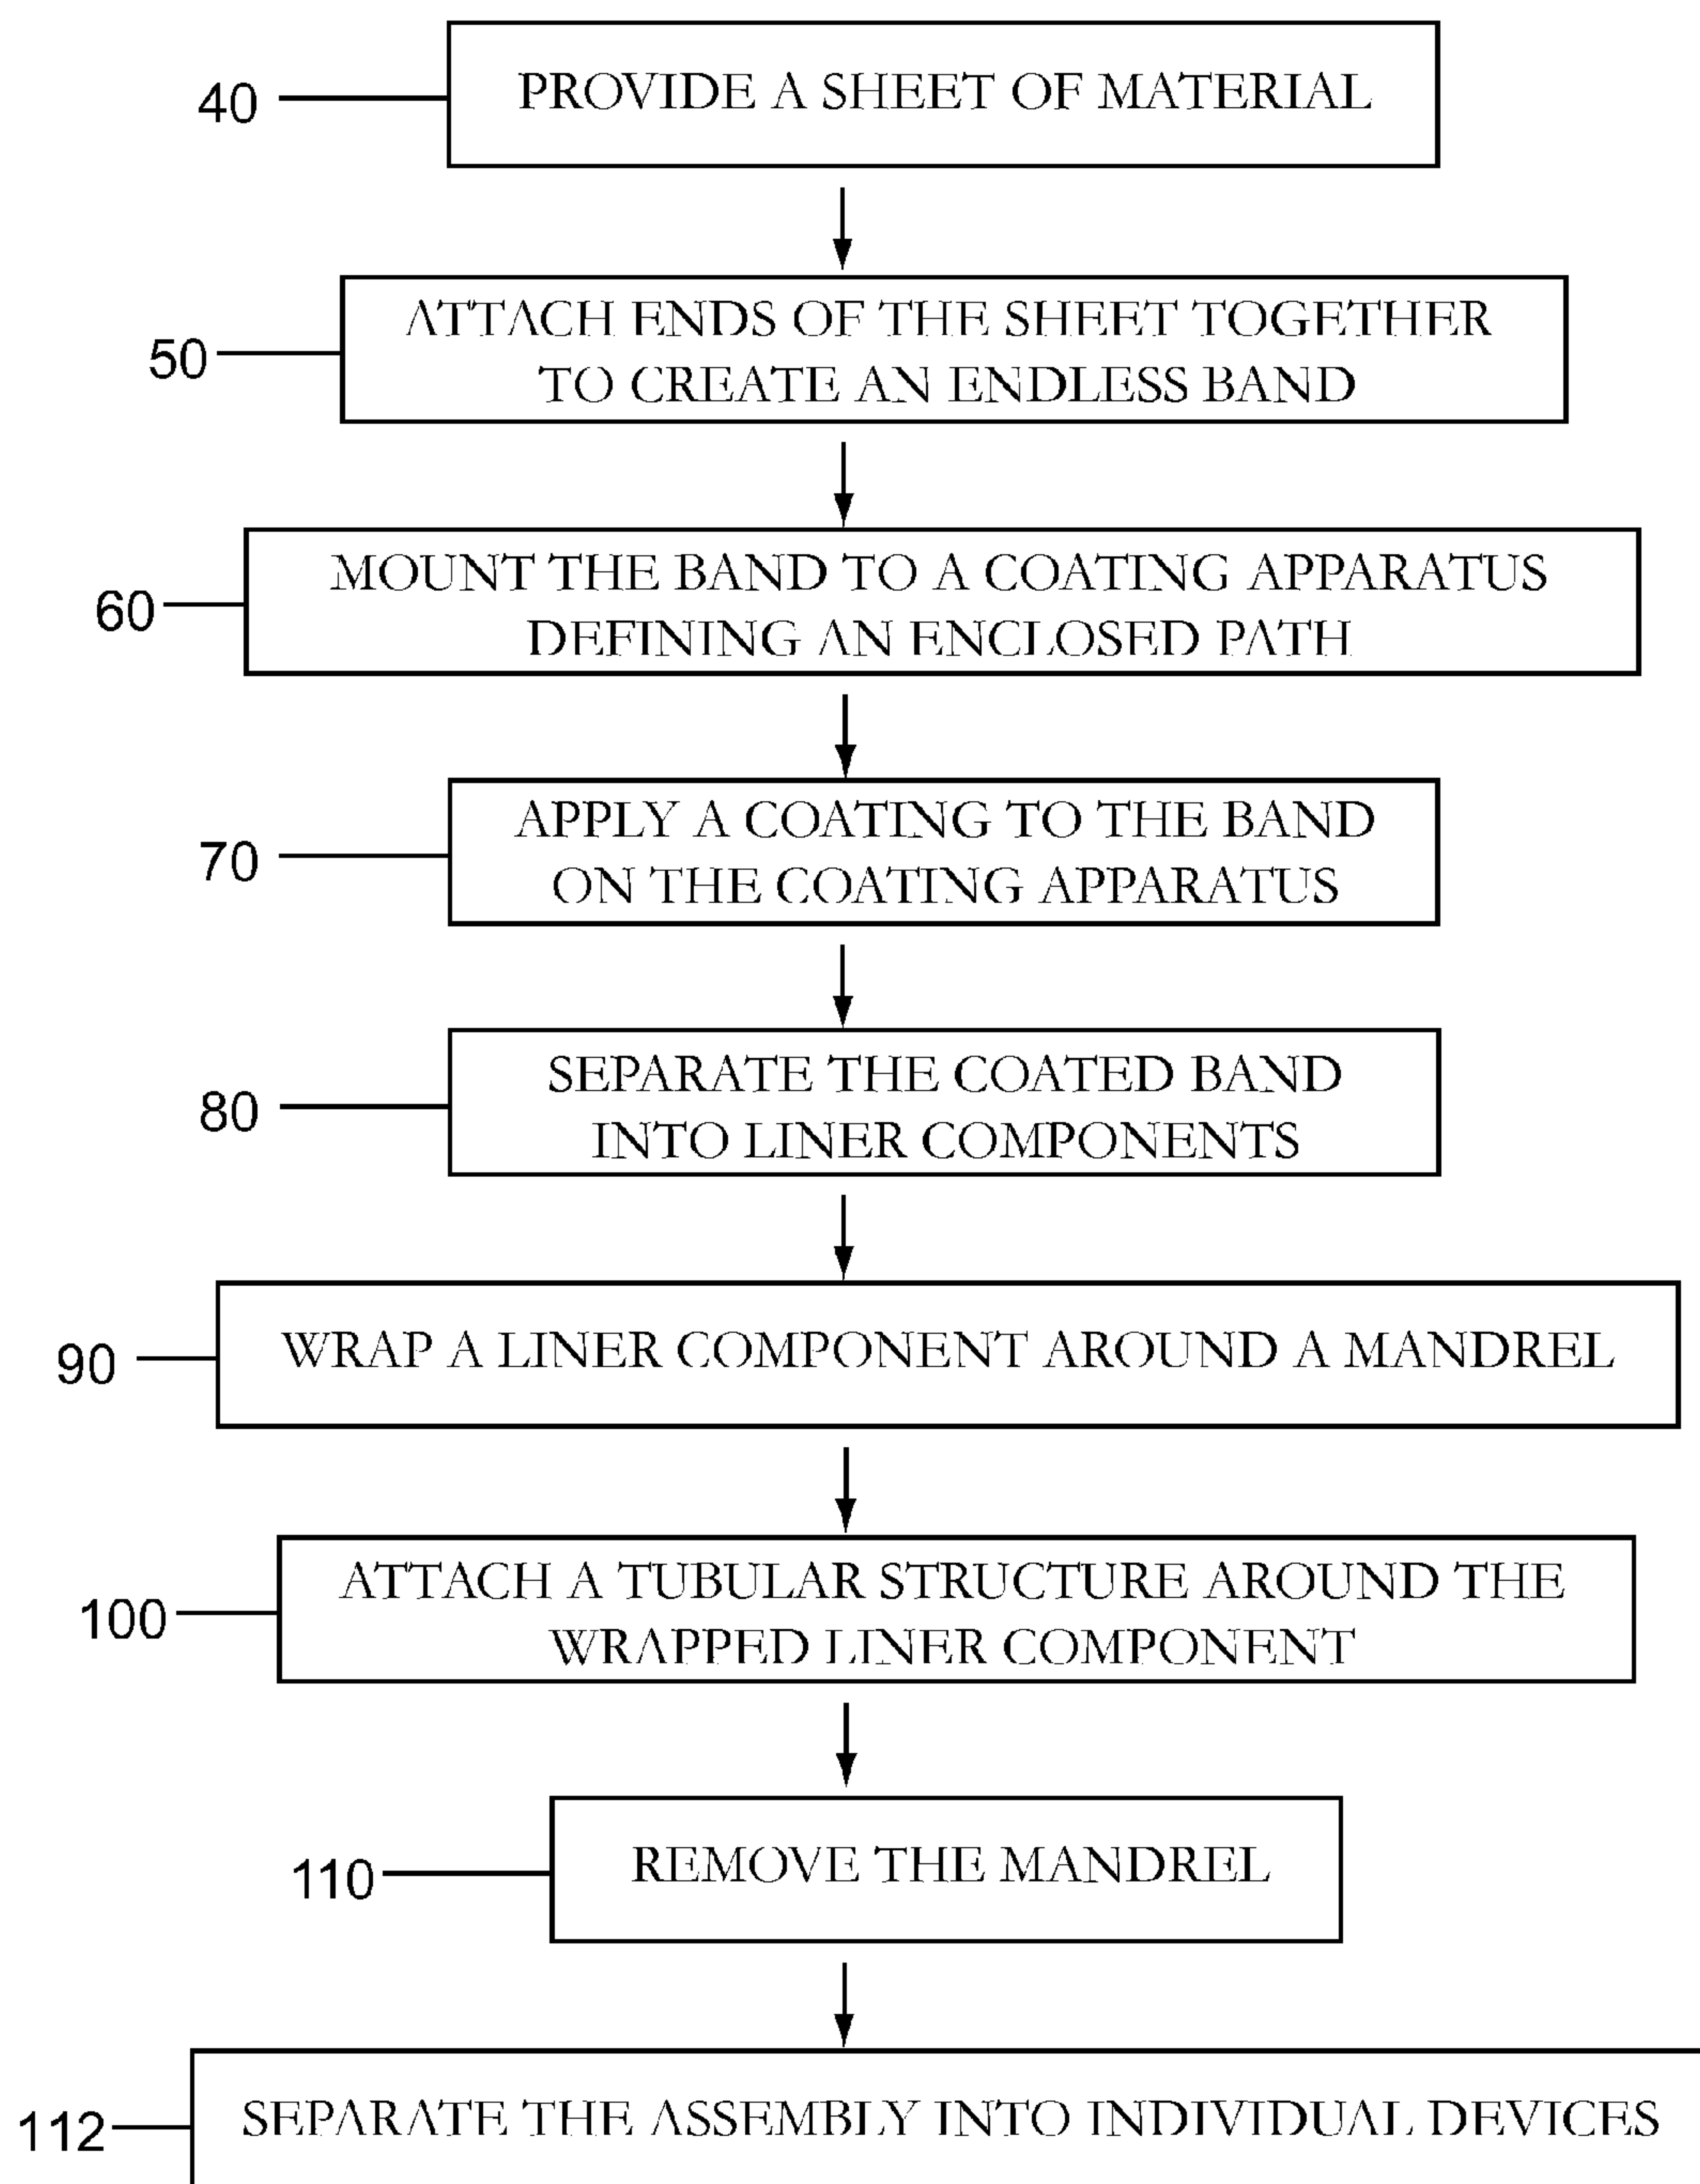 40
PROVIDE A SHEET OF MATERIAL
50
ATTACH ENDS OF THE SHEET TOGETHER
TO CREATE AN ENDLESS BAND
60
MOUNT THE BAND TO A COATING APPARATUS
DEFINING AN ENCLOSED PATH
70
APPLY A COATING TO THE BAND
ON THE COATING APPARATUS
80
SEPARATE THE COATED BAND
INTO LINER COMPONENTS
90
WRAP A LINER COMPONENT AROUND A MANDREL
100
ATTACH A TUBULAR STRUCTURE AROUND THE
WRAPPED LINER COMPONENT
110
REMOVE THE MANDREL
112
SEPARATE THE ASSEMBLY INTO INDIVIDUAL DEVICES